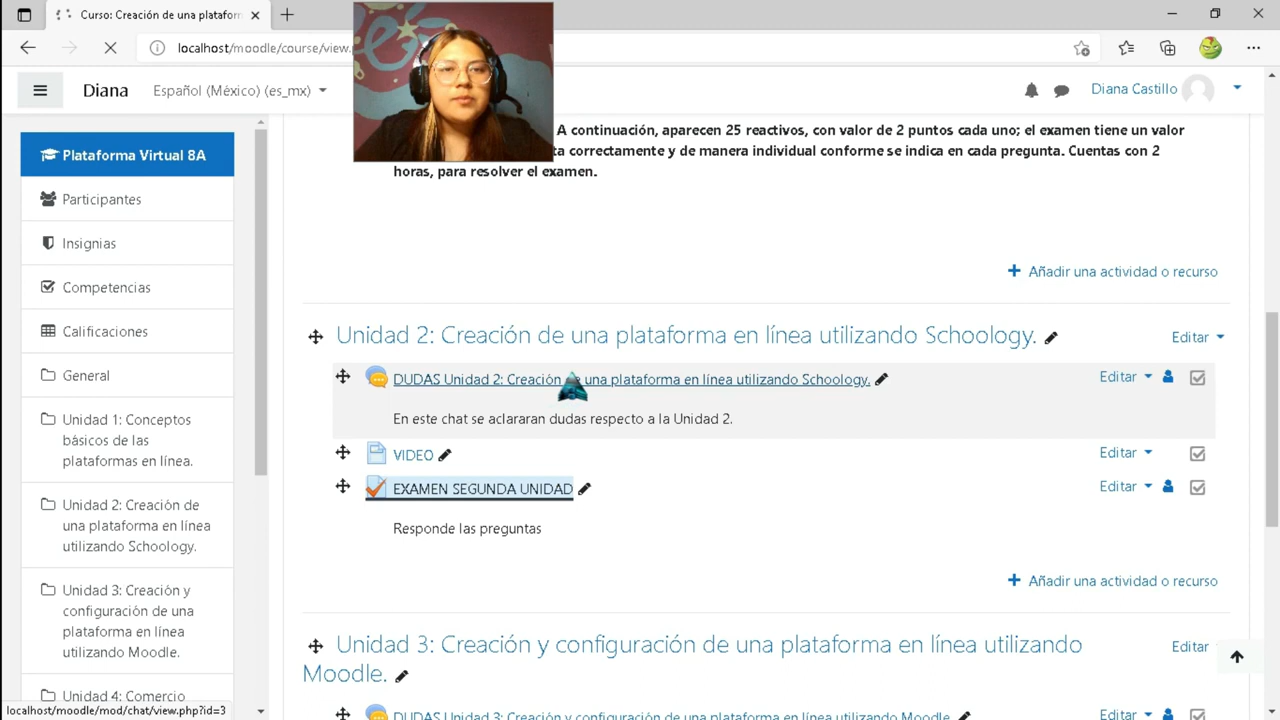 Curso: Creación de una platafor
localhost/moodle/course/view.
Diana
Español (México) (es_mx)
Diana Castillo
Plataforma Virtual 8A
Participantes
Insignias
Competencias
Calificaciones
General
Unidad 1: Conceptos
básicos de las
plataformas en línea.
Unidad 2: Creación de
una plataforma en línea
utilizando Schoology.
Unidad 3: Creación y
configuración de una
plataforma en línea
utilizando Moodle.
Unidad 4: Comercio
localhost/moodle/mod/chat/view.php?id=3
A continuación, aparecen 25 reactivos, con valor de 2 puntos cada uno; el examen tiene un valor
ta correctamente y de manera individual conforme se indica en cada pregunta. Cuentas con 2
horas, para resolver el examen.
Añadir una actividad o recurso
Unidad 2: Creación de una plataforma en línea utilizando Schoology.
Editar
DUDAS Unidad 2: Creación de una plataforma en línea utilizando Schoology.
Editar
En este chat se aclararan dudas respecto a la Unidad 2.
VIDEO
Editar
EXAMEN SEGUNDA UNIDAD
Editar
Responde las preguntas
Añadir una actividad o recurso
Unidad 3: Creación y configuración de una plataforma en línea utilizando
Moodle.
Editar
DUDAS Unidad 3: Creación y configuración de una plataforma en línea utilizando Moodle.
Editar